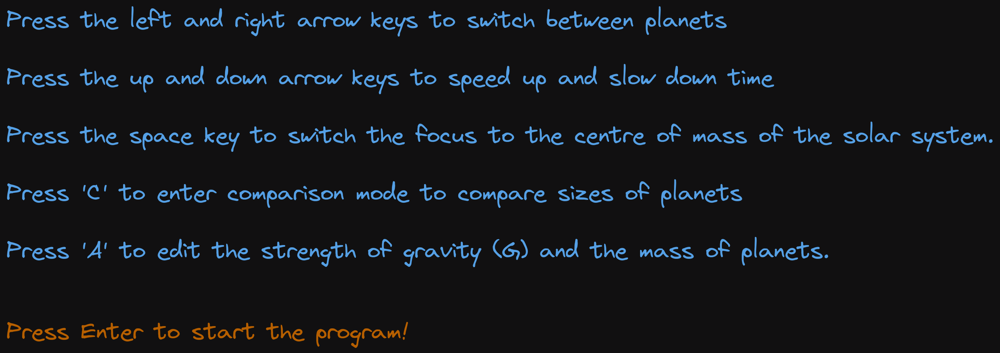 Press the left and right arrow keys to switch between planets
Press the up and down arrow keys to speed up and slow down time
Press the space key to switch the focus to the centre of mass of the solar system.
Press 'C' to enter comparison mode to compare sizes of planets
Press 'A' to edit the strength of gravity (G) and the mass of planets.
Press Enter to start the program!